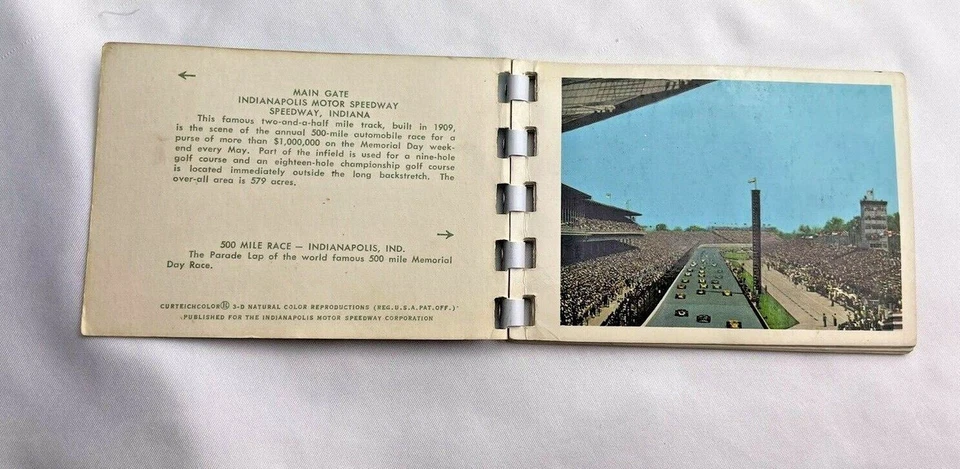 ←
MAIN GATE
INDIANAPOLIS MOTOR SPEEDWAY
SPEEDWAY, INDIANA
This famous two-and-a-half mile track, built in 1909,
is the scene of the annual 500-mile automobile race for a
purse of more than $1,000,000 on the Memorial Day week-
end every May. Part of the infield is used for a nine-hole
golf course and an eighteen-hole championship golf course
is located immediately outside the long backstretch. The
over-all area is 579 acres.
→
500 MILE RACE — INDIANAPOLIS, IND.
The Parade Lap of the world famous 500 mile Memorial
Day Race.
CURTEICHCOLOR® 3-D NATURAL COLOR REPRODUCTIONS (REG.U.S.A.PAT.OFF.)
PUBLISHED FOR THE INDIANAPOLIS MOTOR SPEEDWAY CORPORATION